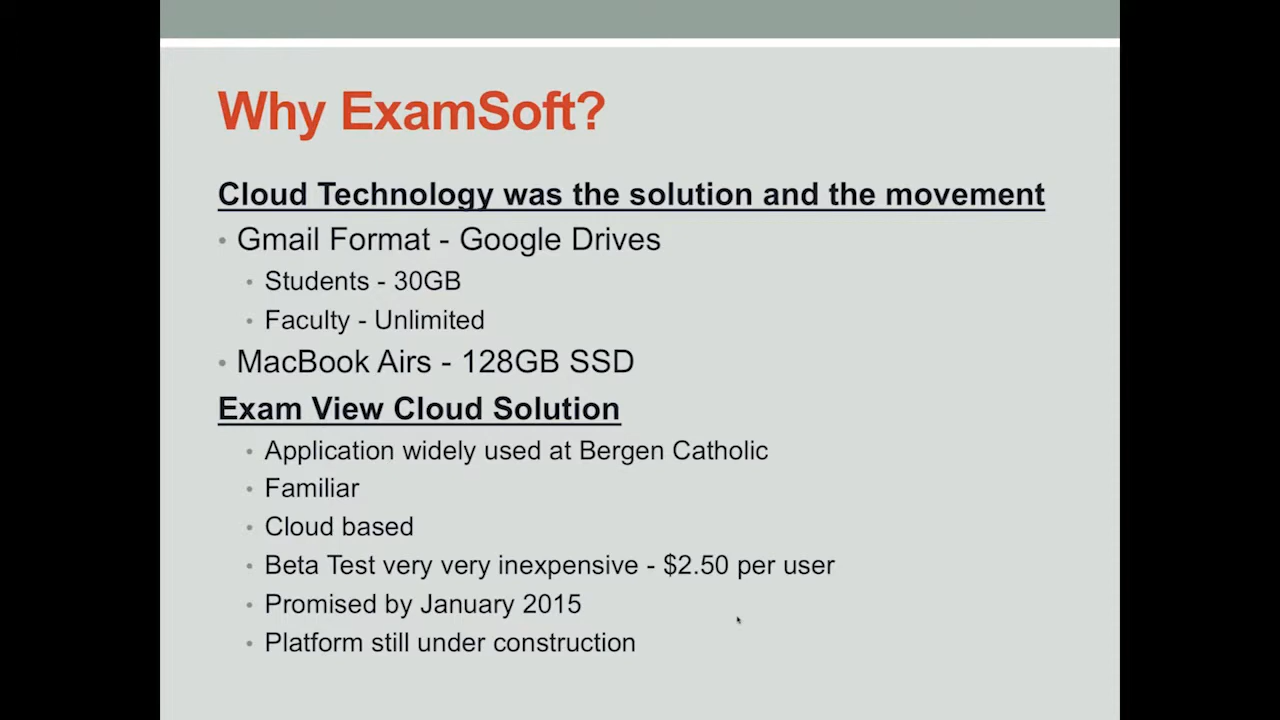 Why ExamSoft?
Cloud Technology was the solution and the movement
• Gmail Format - Google Drives
• Students - 30GB
• Faculty - Unlimited
• MacBook Airs - 128GB SSD
Exam View Cloud Solution
• Application widely used at Bergen Catholic
• Familiar
• Cloud based
• Beta Test very very inexpensive - $2.50 per user
• Promised by January 2015
• Platform still under construction